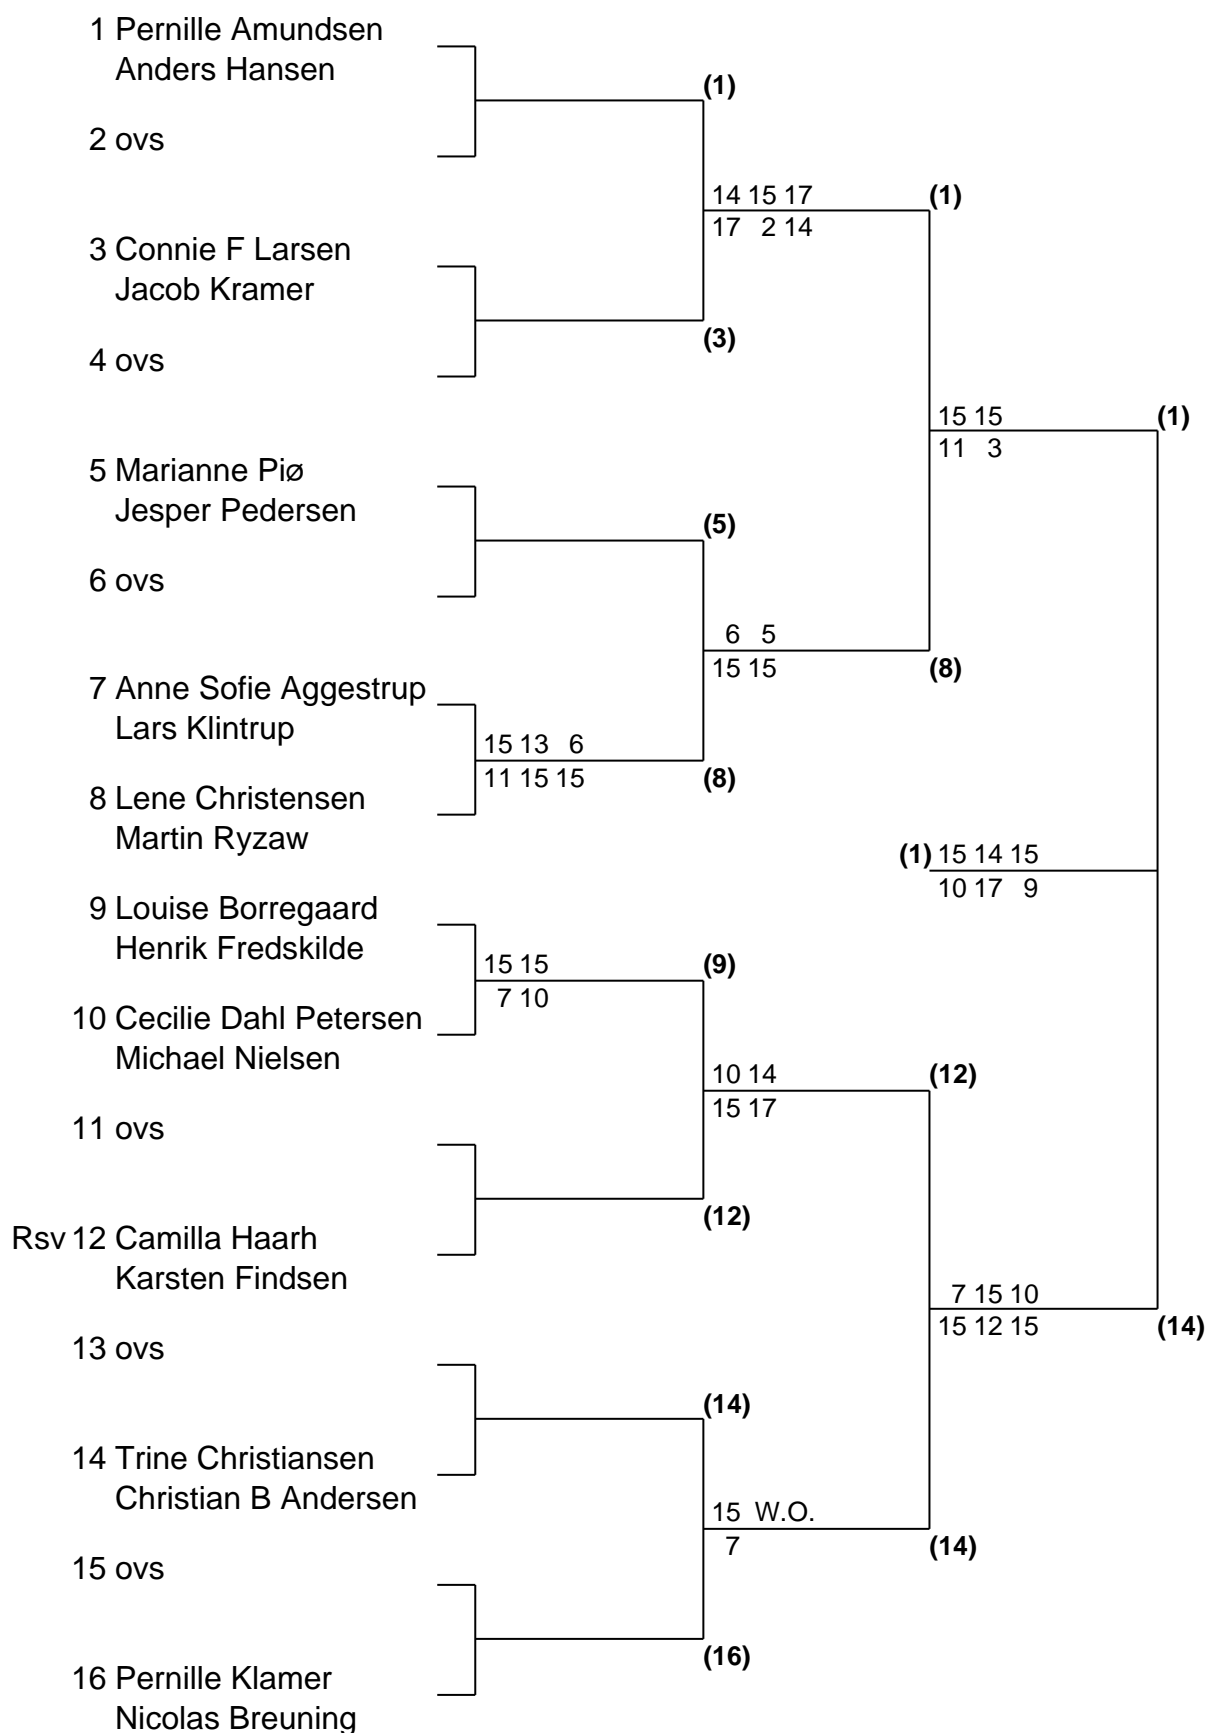 1 Pernille Amundsen
Anders Hansen
(1)
2 ovs
14 15 17
(1)
17 2 14
3 Connie F Larsen
Jacob Kramer
(3)
4 ovs
15 15
(1)
11 3
5 Marianne Piø
Jesper Pedersen
(5)
6 ovs
6 5
15 15
(8)
7 Anne Sofie Aggestrup
Lars Klintrup
15 13 6
11 15 15
(8)
8 Lene Christensen
Martin Ryzaw
(1) 15 14 15
10 17 9
9 Louise Borregaard
Henrik Fredskilde
15 15
(9)
7 10
10 Cecilie Dahl Petersen
Michael Nielsen
10 14
(12)
15 17
11 ovs
(12)
Rsv 12 Camilla Haarh
Karsten Findsen
7 15 10
15 12 15
(14)
13 ovs
(14)
14 Trine Christiansen
Christian B Andersen
15 W.O.
7
(14)
15 ovs
(16)
16 Pernille Klamer
Nicolas Breuning